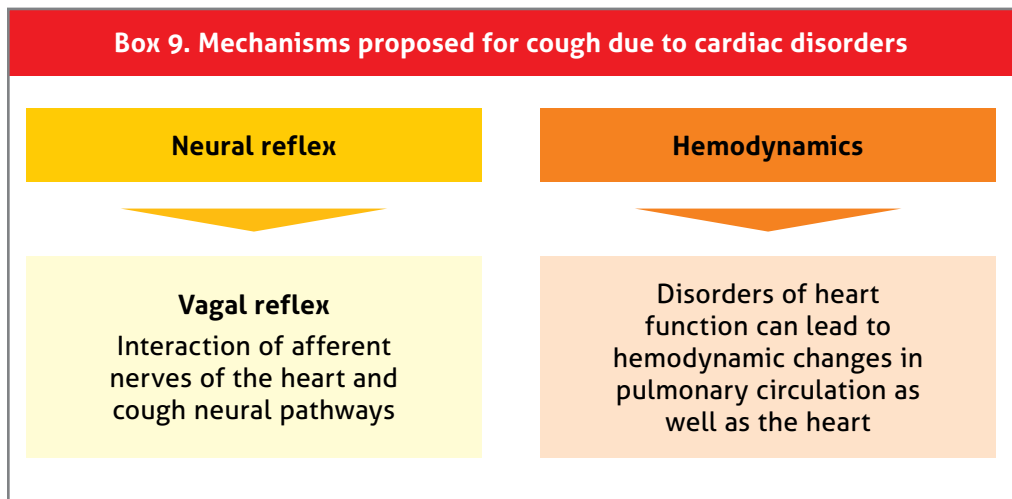 Box 9. Mechanisms proposed for cough due to cardiac disorders
Neural reflex
Vagal reflex
Interaction of afferent
nerves of the heart and
cough neural pathways
Hemodynamics
Disorders of heart
function can lead to
hemodynamic changes in
pulmonary circulation as
well as the heart